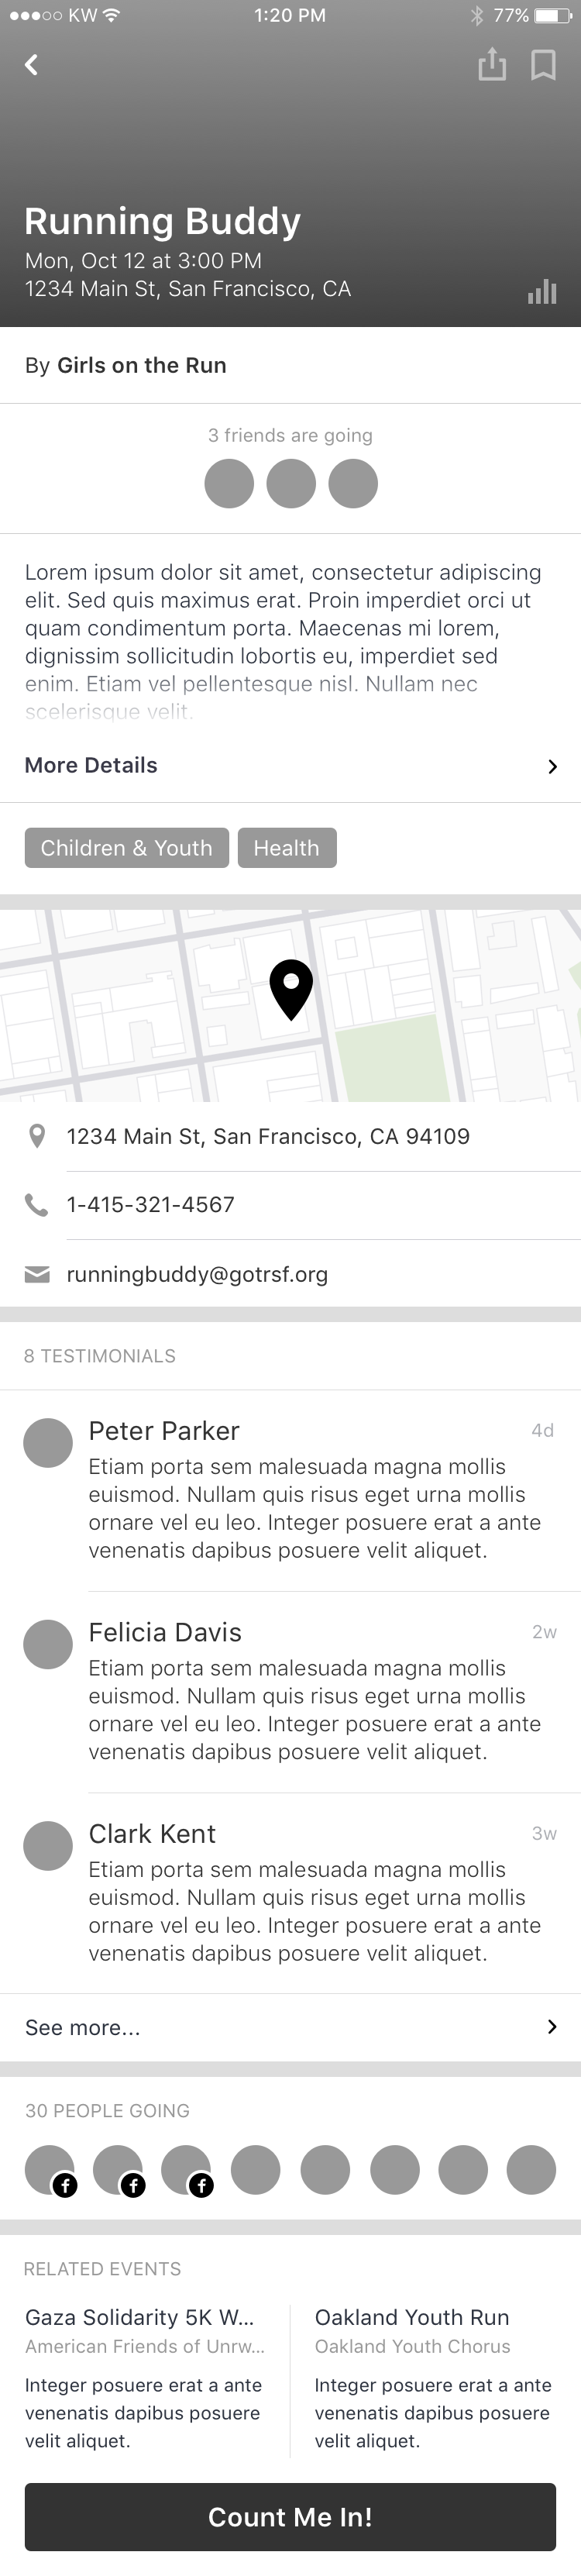 KW 1:20 PM 77%
Running Buddy
Mon, Oct 12 at 3:00 PM
1234 Main St, San Francisco, CA
By Girls on the Run
3 friends are going
Lorem ipsum dolor sit amet, consectetur adipiscing
elit. Sed quis maximus erat. Proin imperdiet orci ut
quam condimentum porta. Maecenas mi lorem,
dignissim sollicitudin lobortis eu, imperdiet sed
enim. Etiam vel pellentesque nisl. Nullam nec
scelerisque velit.
More Details
Children & Youth Health
1234 Main St, San Francisco, CA 94109
1-415-321-4567
runningbuddy@gotrsf.org
8 TESTIMONIALS
Peter Parker 4d
Etiam porta sem malesuada magna mollis
euismod. Nullam quis risus eget urna mollis
ornare vel eu leo. Integer posuere erat a ante
venenatis dapibus posuere velit aliquet.
Felicia Davis 2w
Etiam porta sem malesuada magna mollis
euismod. Nullam quis risus eget urna mollis
ornare vel eu leo. Integer posuere erat a ante
venenatis dapibus posuere velit aliquet.
Clark Kent 3w
Etiam porta sem malesuada magna mollis
euismod. Nullam quis risus eget urna mollis
ornare vel eu leo. Integer posuere erat a ante
venenatis dapibus posuere velit aliquet.
See more...
30 PEOPLE GOING
f f f
RELATED EVENTS
Gaza Solidarity 5K W...
American Friends of Unrw...
Integer posuere erat a ante
venenatis dapibus posuere
velit aliquet.
Oakland Youth Run
Oakland Youth Chorus
Integer posuere erat a ante
venenatis dapibus posuere
velit aliquet.
Count Me In!